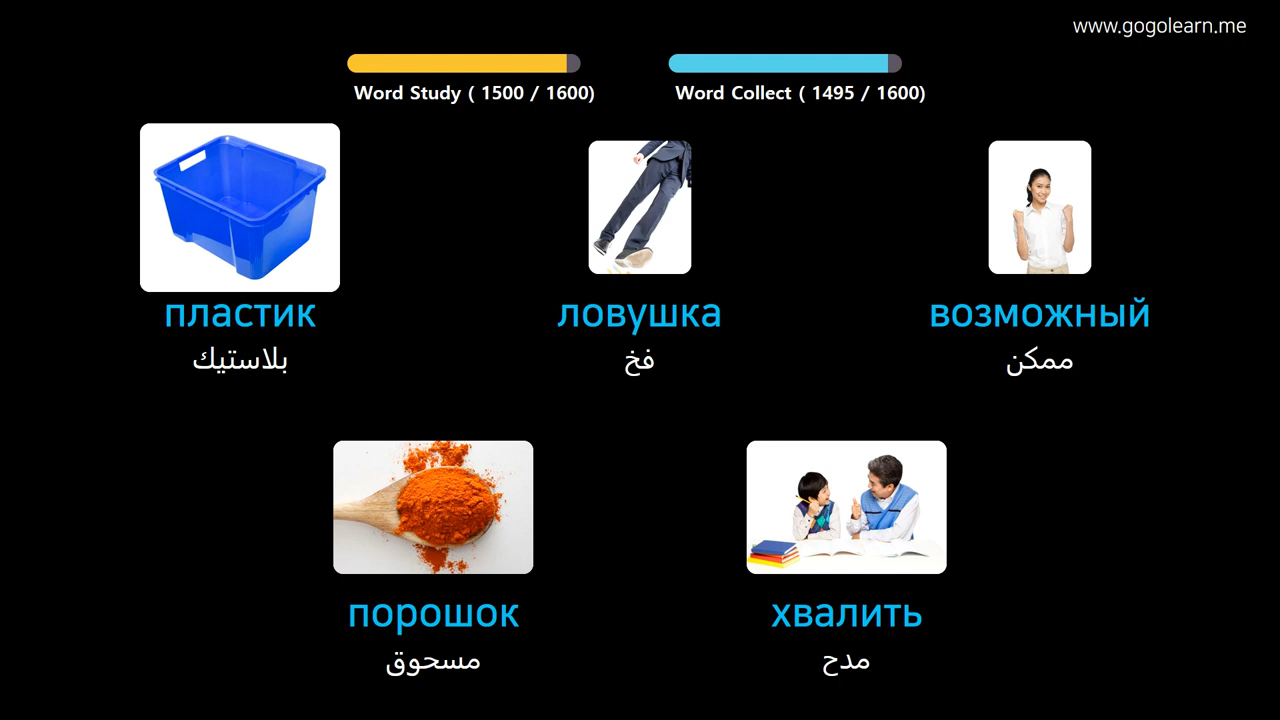 www.gogolearn.me
Word Study ( 1500 / 1600)
Word Collect ( 1495 / 1600)
пластик
بلاستيك
ловушка
فخ
возможный
ممكن
порошок
مسحوق
хвалить
مدح